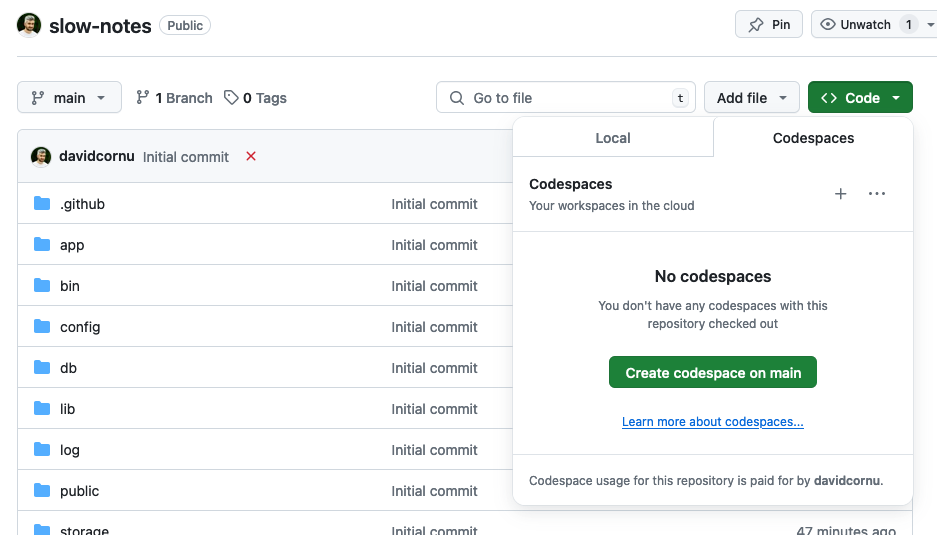 slow-notes Public Pin Unwatch 1
main 1 Branch 0 Tags Go to file t Add file Code
davidcornu Initial commit
.github Initial commit
app Initial commit
bin Initial commit
config Initial commit
db Initial commit
lib Initial commit
log Initial commit
public Initial commit
storage Initial commit 47 minutes ago
Local Codespaces
Codespaces
Your workspaces in the cloud
No codespaces
You don't have any codespaces with this
repository checked out
Create codespace on main
Learn more about codespaces...
Codespace usage for this repository is paid for by davidcornu.